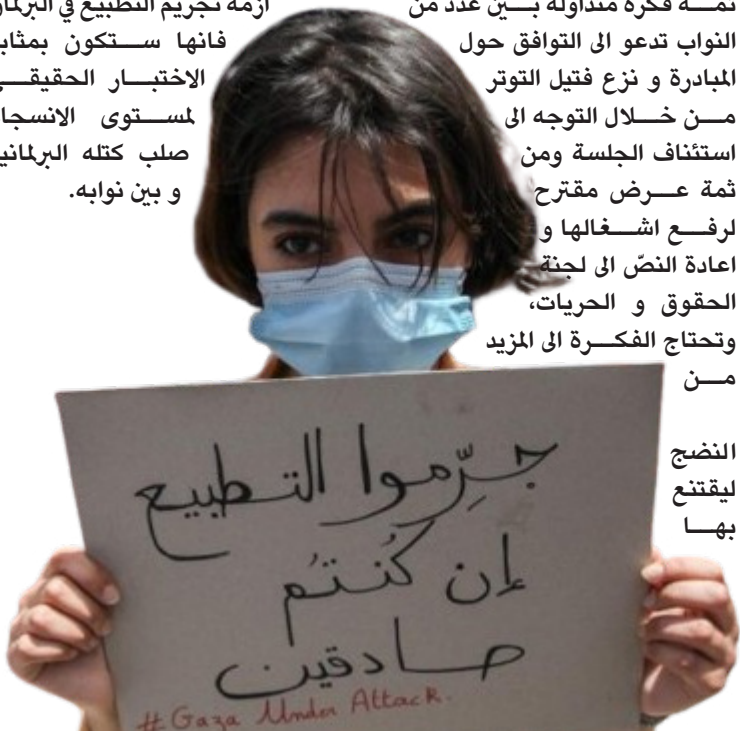 ثمة فكرة متداولة بين عدد من
النواب تدعو الى التوافق حول
المبادرة و نزع فتيل التوتر
من خلال التوجه الى
استئناف الجلسة ومن
ثمة عرض مقترح
لرفع اشغالها و
اعادة النصّ الى لجنة
الحقوق و الحريات،
وتحتاج الفكرة الى المزيد
من
النضج
ليقتنع
بها
ازمة تجريم التطبيع في البرلمان
فانها ستكون بمثابة
الاختبار الحقيقي
لمستوى الانسجام
صلب كتله البرلمانية
و بين نوابه.
جرِّموا التطبيع
إن كُنتُم
صادقين
# Gaza Under Attack.